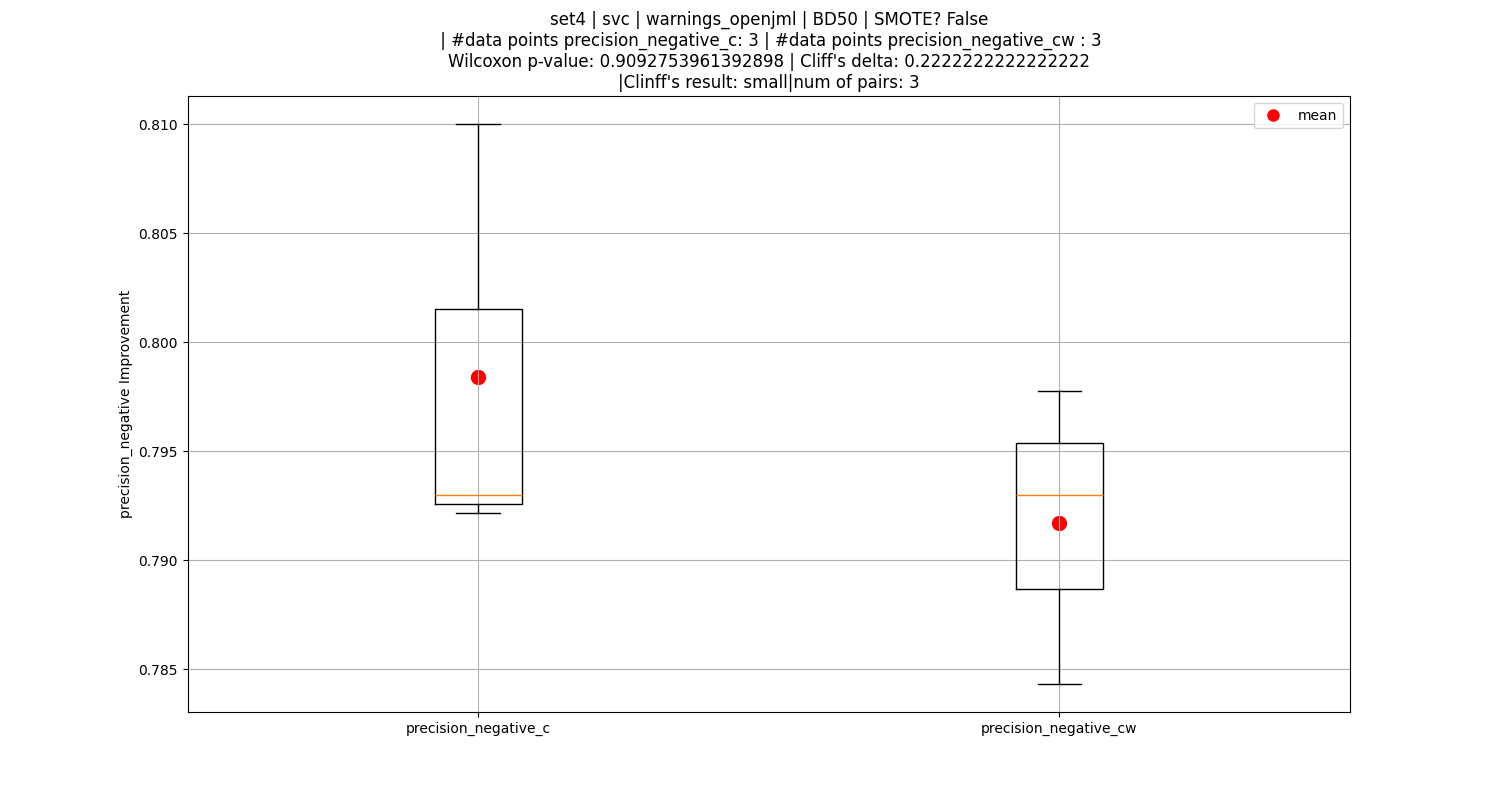 set4 | svc | warnings_openjml | BD50 | SMOTE? False
| #data points precision_negative_c: 3 | #data points precision_negative_cw : 3
Wilcoxon p-value: 0.9092753961392898 | Cliff's delta: 0.2222222222222222
|Clinff's result: small|num of pairs: 3
mean
precision_negative Improvement
0.810
0.805
0.800
0.795
0.790
0.785
precision_negative_c
precision_negative_cw